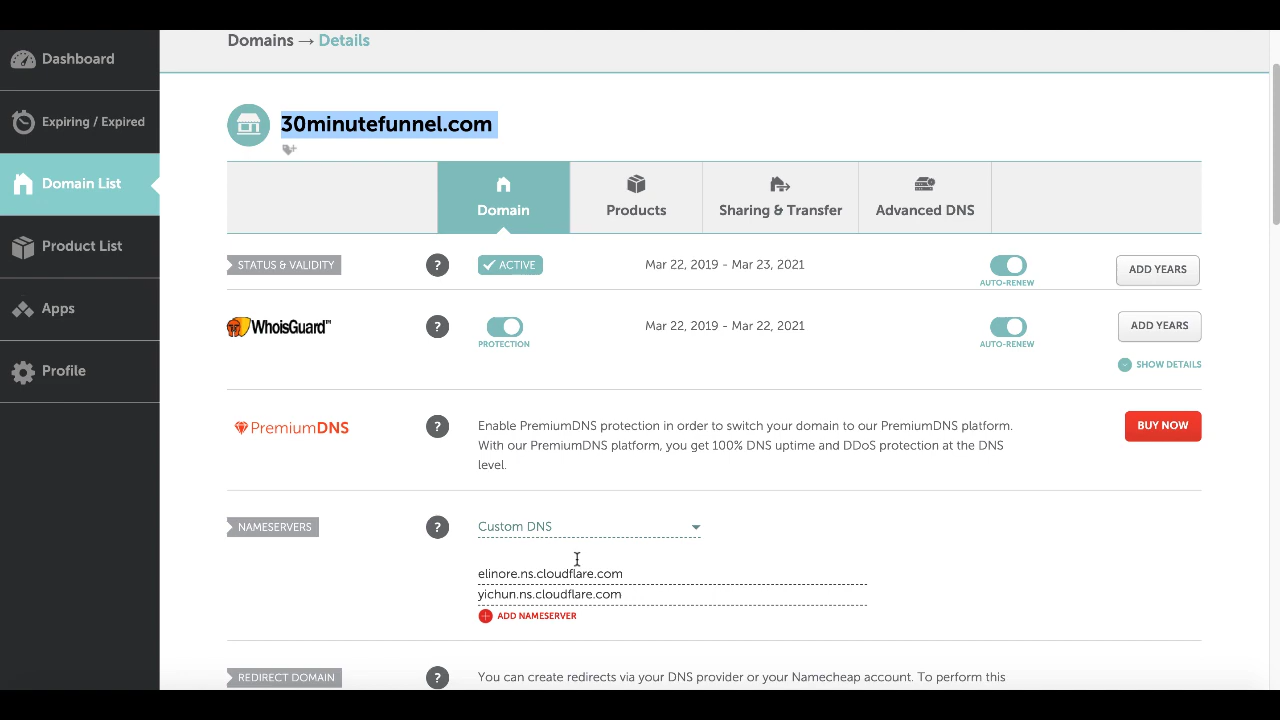 Domains → Details
Dashboard
Expiring / Expired
Domain List
Product List
Apps
Profile
30minutefunnel.com
Domain
Products
Sharing & Transfer
Advanced DNS
STATUS & VALIDITY
?
ACTIVE
Mar 22, 2019 - Mar 23, 2021
AUTO-RENEW
ADD YEARS
WhoisGuard™
?
PROTECTION
Mar 22, 2019 - Mar 22, 2021
AUTO-RENEW
ADD YEARS
SHOW DETAILS
PremiumDNS
?
Enable PremiumDNS protection in order to switch your domain to our PremiumDNS platform.
With our PremiumDNS platform, you get 100% DNS uptime and DDoS protection at the DNS
level.
BUY NOW
NAMESERVERS
?
Custom DNS
elinore.ns.cloudflare.com
yichun.ns.cloudflare.com
ADD NAMESERVER
REDIRECT DOMAIN
?
You can create redirects via your DNS provider or your Namecheap account. To perform this